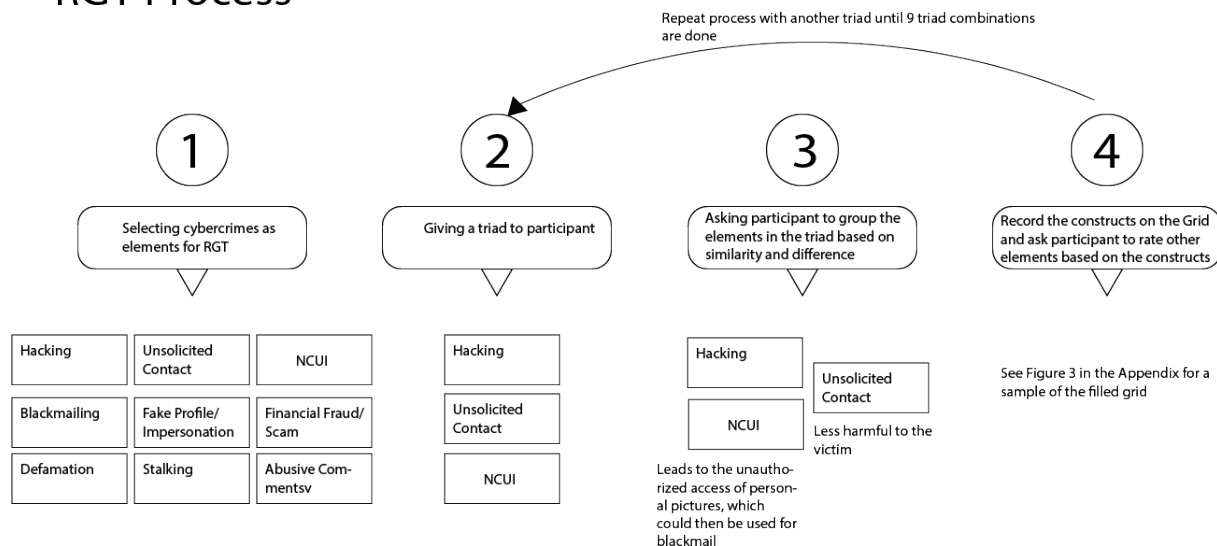 RGT Process
Repeat process with another triad until 9 triad combinations
are done
1
2
3
4
Selecting cybercrimes as
elements for RGT
Giving a triad to participant
Asking participant to group the
elements in the triad based on
similarity and difference
Record the constructs on the Grid
and ask participant to rate other
elements based on the constructs
Hacking
Unsolicited
Contact
NCUI
Blackmailing
Fake Profile/
Impersonation
Financial Fraud/
Scam
Defamation
Stalking
Abusive Com-
mentsv
Hacking
Unsolicited
Contact
NCUI
Hacking
NCUI
Leads to the unautho-
rized access of person-
al pictures, which
could then be used for
blackmail
Unsolicited
Contact
Less harmful to the
victim
See Figure 3 in the Appendix for a
sample of the filled grid